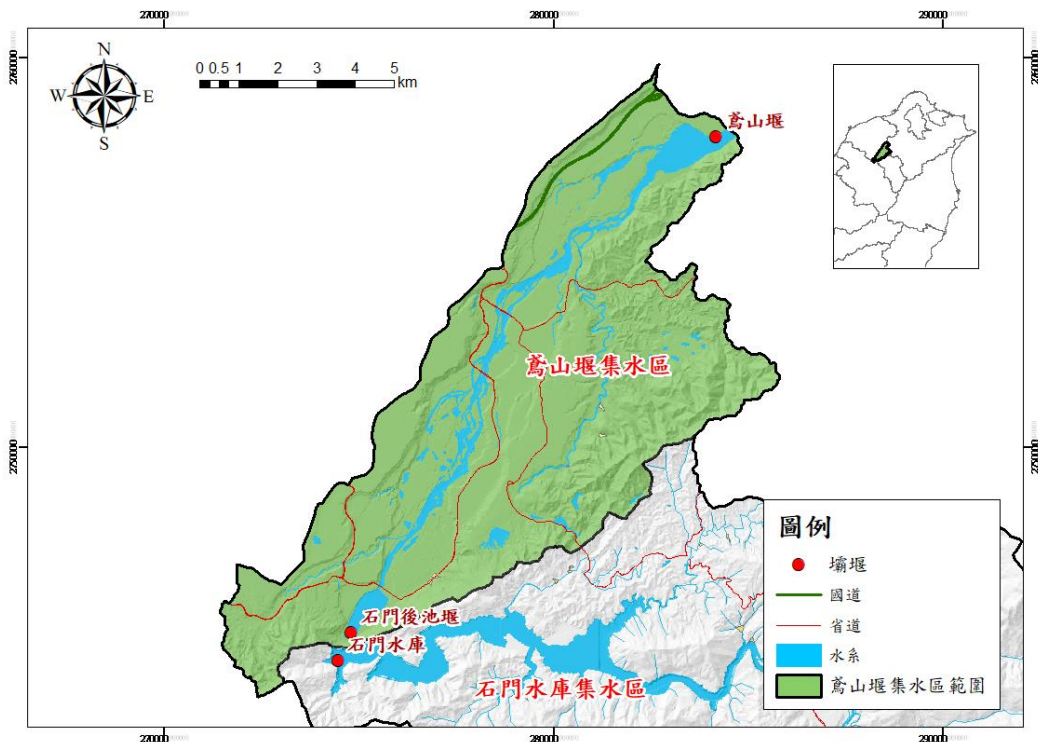 270000
280000
290000
2760000
2760000
N
W
E
S
0 0.5 1 2 3 4 5
km
鳶山堰
鳶山堰集水區
2750000
2750000
石門後池堰
石門水庫
石門水庫集水區
圖例
壩堰
國道
省道
水系
鳶山堰集水區範圍
270000
280000
290000